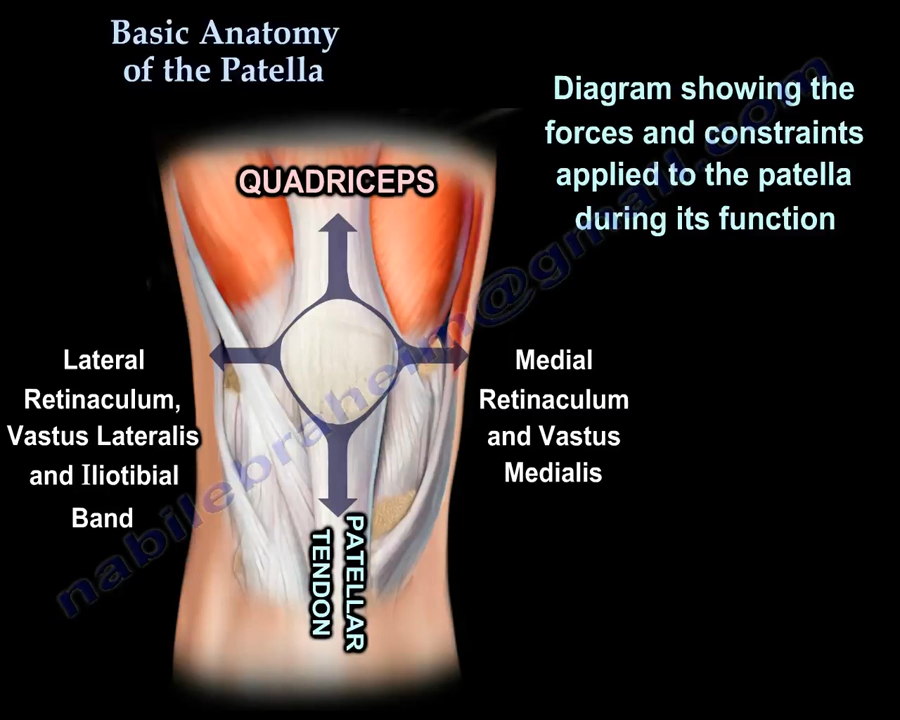 Basic Anatomy
of the Patella
Diagram showing the
forces and constraints
applied to the patella
during its function
QUADRICEPS
Lateral
Retinaculum,
Vastus Lateralis
and Iliotibial
Band
Medial
Retinaculum
and Vastus
Medialis
PATELLAR
TENDON
nabilebraheim@gmail.com